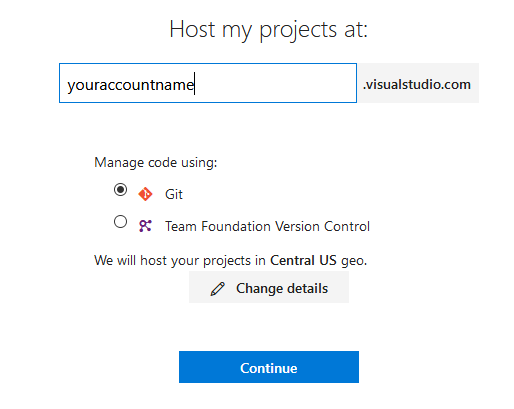 Host my projects at:
youraccountname .visualstudio.com
Manage code using:
Git
Team Foundation Version Control
We will host your projects in Central US geo.
Change details
Continue